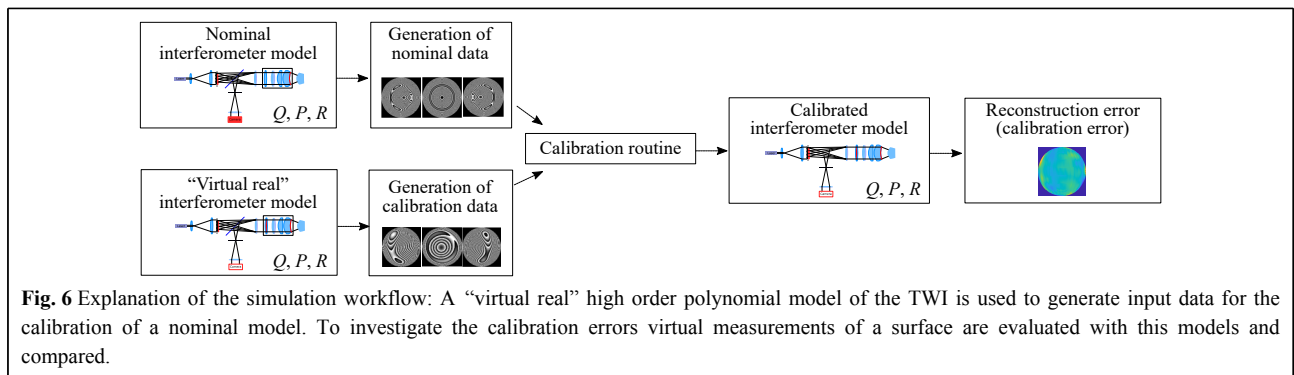 Nominal
interferometer model
Q, P, R
Generation of
nominal data
"Virtual real"
interferometer model
Q, P, R
Generation of
calibration data
Calibration routine
Calibrated
interferometer model
Q, P, R
Reconstruction error
(calibration error)
Fig. 6 Explanation of the simulation workflow: A “virtual real” high order polynomial model of the TWI is used to generate input data for the
calibration of a nominal model. To investigate the calibration errors virtual measurements of a surface are evaluated with this models and
compared.